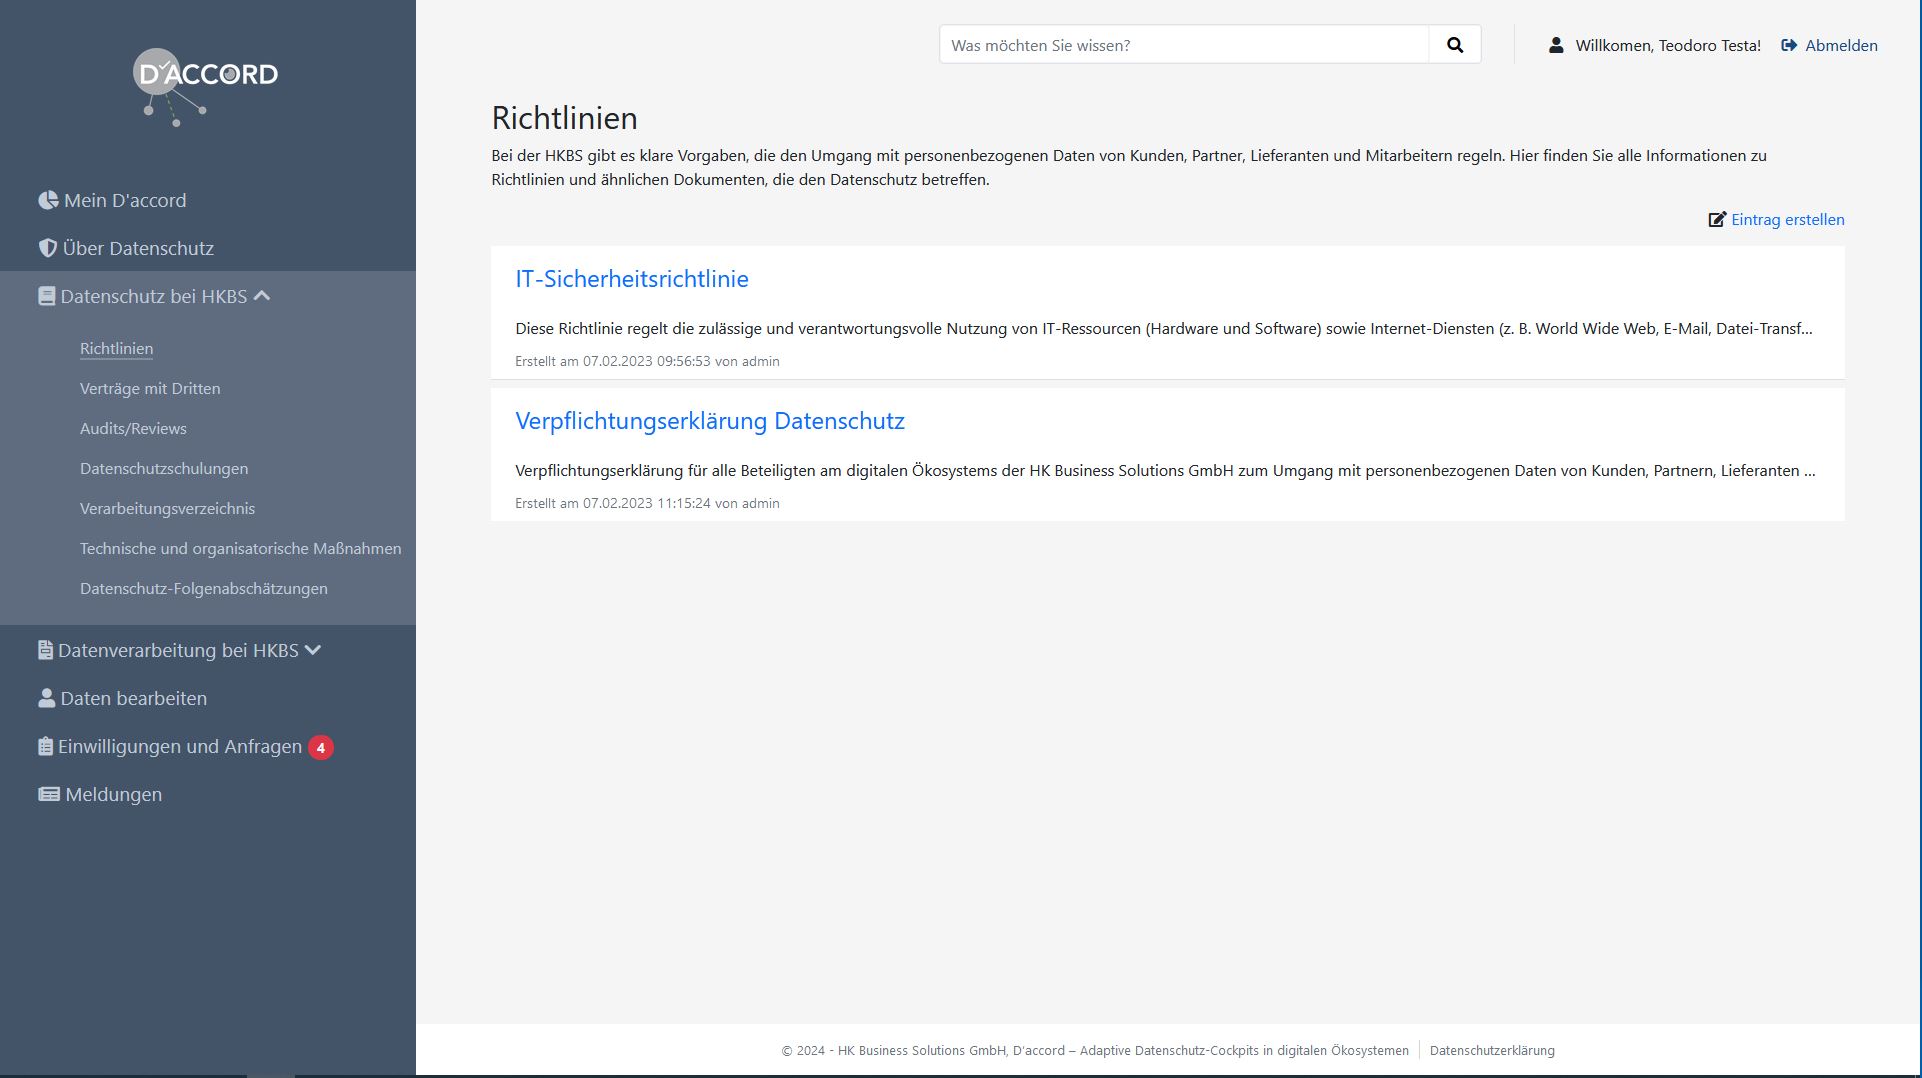 D'ACCORD
Mein D'accord
Über Datenschutz
Datenschutz bei HKBS
Richtlinien
Verträge mit Dritten
Audits/Reviews
Datenschutzschulungen
Verarbeitungsverzeichnis
Technische und organisatorische Maßnahmen
Datenschutz-Folgenabschätzungen
Datenverarbeitung bei HKBS
Daten bearbeiten
Einwilligungen und Anfragen 4
Meldungen
Was möchten Sie wissen?
Willkomen, Teodoro Testa! Abmelden
Richtlinien
Bei der HKBS gibt es klare Vorgaben, die den Umgang mit personenbezogenen Daten von Kunden, Partner, Lieferanten und Mitarbeitern regeln. Hier finden Sie alle Informationen zu
Richtlinien und ähnlichen Dokumenten, die den Datenschutz betreffen.
Eintrag erstellen
IT-Sicherheitsrichtlinie
Diese Richtlinie regelt die zulässige und verantwortungsvolle Nutzung von IT-Ressourcen (Hardware und Software) sowie Internet-Diensten (z. B. World Wide Web, E-Mail, Datei-Transf...
Erstellt am 07.02.2023 09:56:53 von admin
Verpflichtungserklärung Datenschutz
Verpflichtungserklärung für alle Beteiligten am digitalen Ökosystems der HK Business Solutions GmbH zum Umgang mit personenbezogenen Daten von Kunden, Partnern, Lieferanten ...
Erstellt am 07.02.2023 11:15:24 von admin
© 2024 - HK Business Solutions GmbH, D'accord – Adaptive Datenschutz-Cockpits in digitalen Ökosystemen Datenschutzerklärung